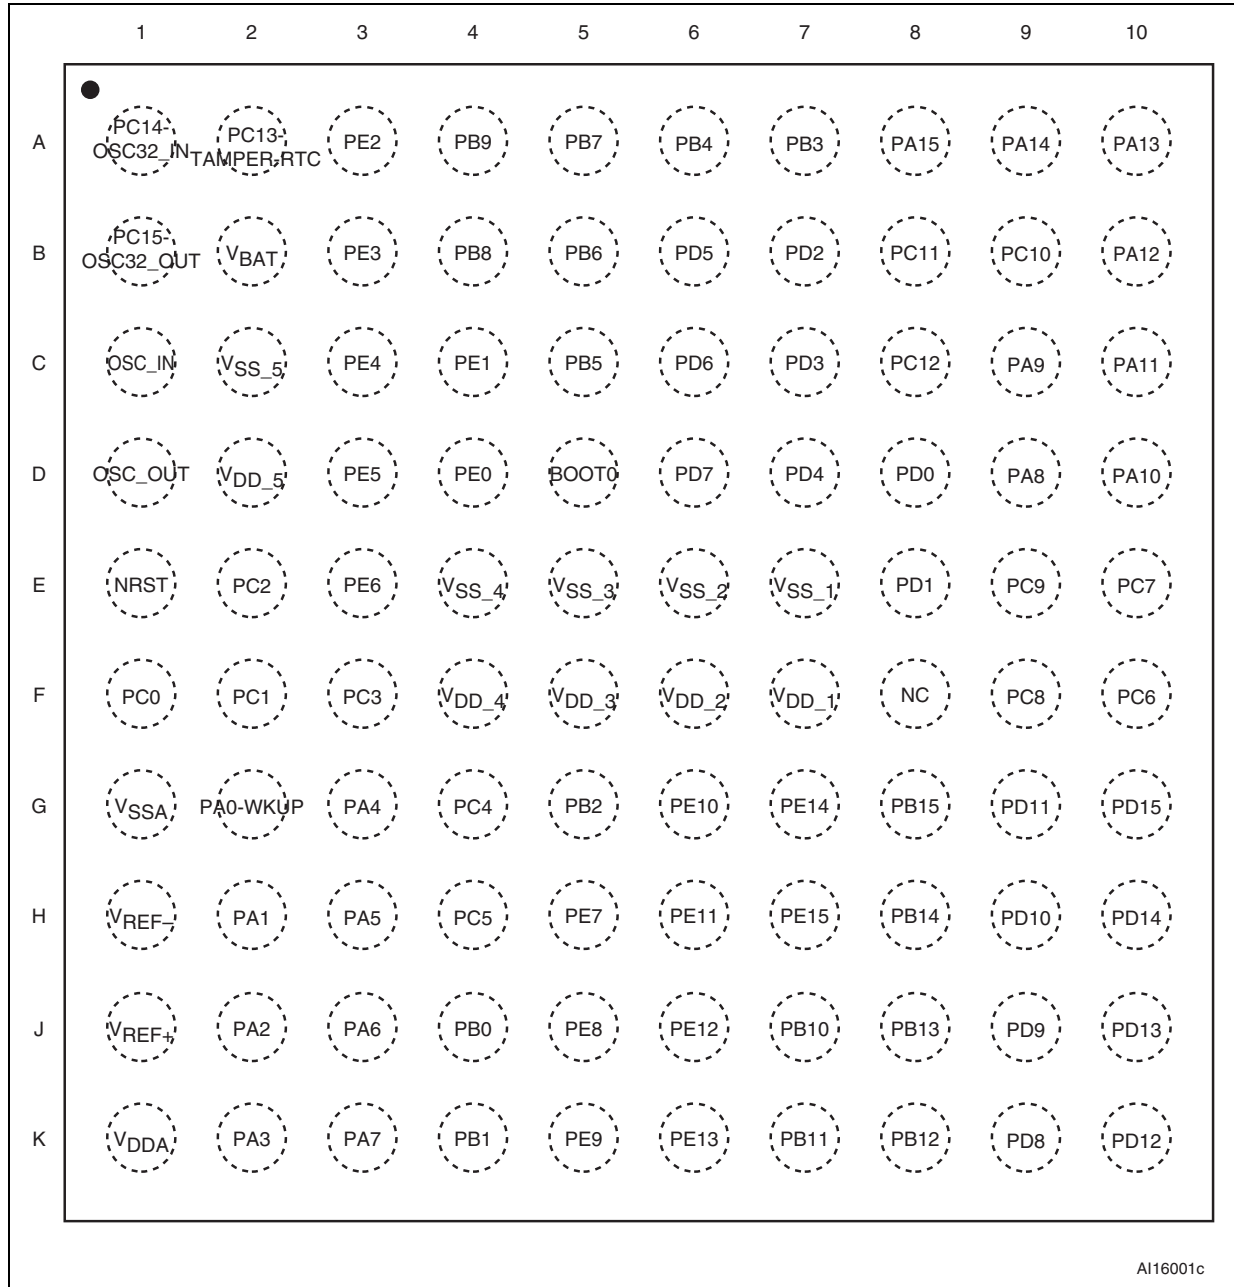 1 2 3 4 5 6 7 8 9 10
A PC14-OSC32_IN PC13-TAMPER-RTC PE2 PB9 PB7 PB4 PB3 PA15 PA14 PA13
B PC15-OSC32_OUT VBAT PE3 PB8 PB6 PD5 PD2 PC11 PC10 PA12
C OSC_IN VSS_5 PE4 PE1 PB5 PD6 PD3 PC12 PA9 PA11
D OSC_OUT VDD_5 PE5 PE0 BOOT0 PD7 PD4 PD0 PA8 PA10
E NRST PC2 PE6 VSS_4 VSS_3 VSS_2 VSS_1 PD1 PC9 PC7
F PC0 PC1 PC3 VDD_4 VDD_3 VDD_2 VDD_1 NC PC8 PC6
G VSSA PA0-WKUP PA4 PC4 PB2 PE10 PE14 PB15 PD11 PD15
H VREF– PA1 PA5 PC5 PE7 PE11 PE15 PB14 PD10 PD14
J VREF+ PA2 PA6 PB0 PE8 PE12 PB10 PB13 PD9 PD13
K VDDA PA3 PA7 PB1 PE9 PE13 PB11 PB12 PD8 PD12
AI16001c